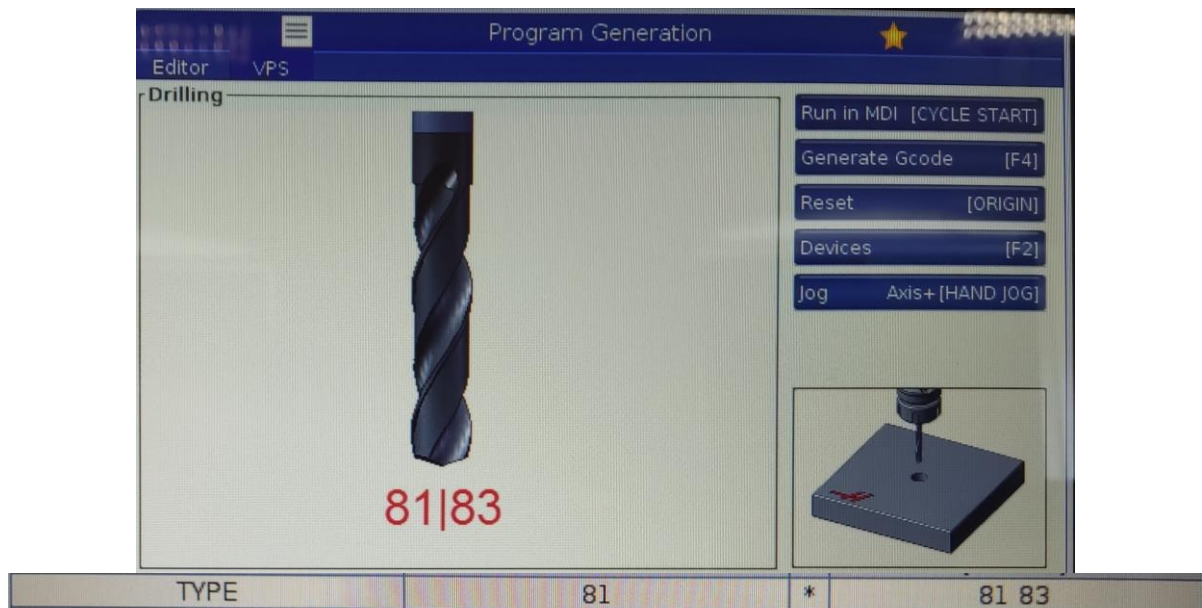 Program Generation
Editor VPS
Drilling
Run in MDI [CYCLE START]
Generate Gcode [F4]
Reset [ORIGIN]
Devices [F2]
Jog Axis+[HAND JOG]
81|83
TYPE 81 * 81 83